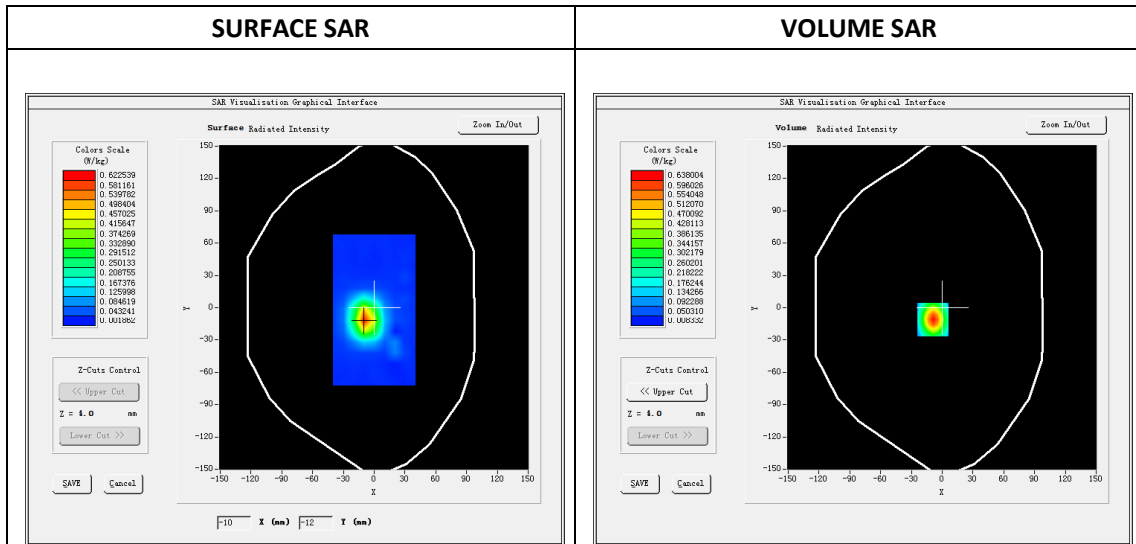 SURFACE SAR
VOLUME SAR
SAR Visualisation Graphical Interface
Surface Radiated Intensity
Zoom In/Out
Colors Scale
(W/kg)
0.622539
0.581161
0.539782
0.498404
0.457025
0.415647
0.374269
0.332890
0.291512
0.250133
0.208755
0.167376
0.125998
0.084619
0.043241
0.001862
150
120
90
60
30
0
-30
-60
-90
-120
-150
Y
-150 -120 -90 -60 -30 0 30 60 90 120 150
X
Z-Cuts Control
<< Upper Cut
Z = 4.0 mm
Lower Cut >>
SAVE Cancel
-10 X (mm) -12 Y (mm)
SAR Visualisation Graphical Interface
Volume Radiated Intensity
Zoom In/Out
Colors Scale
(W/kg)
0.638004
0.596026
0.554048
0.512070
0.470092
0.428113
0.386135
0.344157
0.302179
0.260201
0.218222
0.176244
0.134266
0.092288
0.050310
0.008332
150
120
90
60
30
0
-30
-60
-90
-120
-150
Y
-150 -120 -90 -60 -30 0 30 60 90 120 150
X
Z-Cuts Control
<< Upper Cut
Z = 4.0 mm
Lower Cut >>
SAVE Cancel